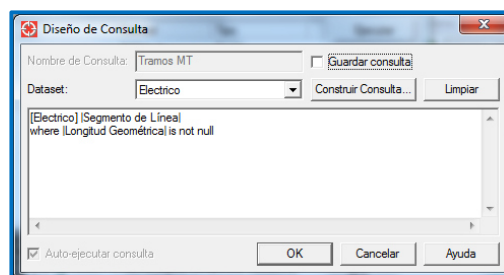 Diseño de Consulta
Nombre de Consulta: Tramos MT Guardar consulta
Dataset: Electrico Construir Consulta... Limpiar
[Electrico] |Segmento de Línea|
where |Longitud Geométrica| is not null
Auto-ejecutar consulta OK Cancelar Ayuda